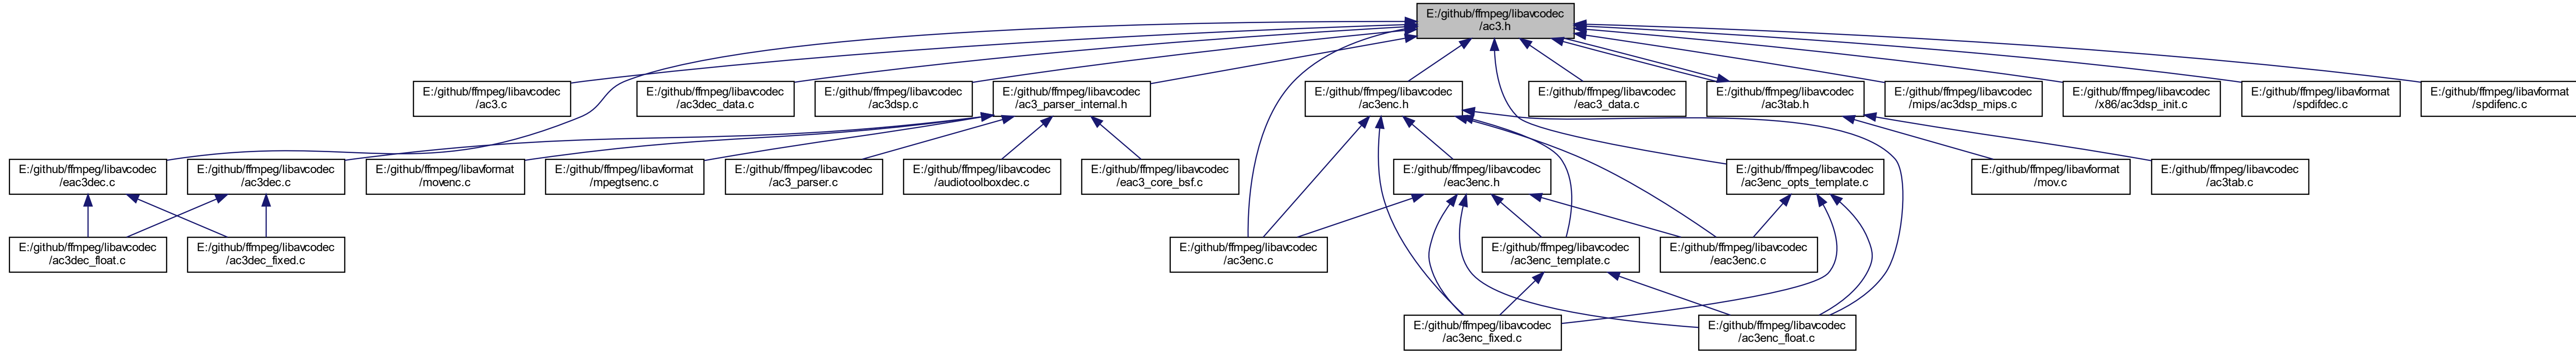 E:/github/ffmpeg/libavcodec
/ac3.h
E:/github/ffmpeg/libavcodec
/ac3.c
E:/github/ffmpeg/libavcodec
/ac3dec_data.c
E:/github/ffmpeg/libavcodec
/ac3dsp.c
E:/github/ffmpeg/libavcodec
/ac3_parser_internal.h
E:/github/ffmpeg/libavcodec
/ac3enc.h
E:/github/ffmpeg/libavcodec
/eac3_data.c
E:/github/ffmpeg/libavcodec
/ac3tab.h
E:/github/ffmpeg/libavcodec
/mips/ac3dsp_mips.c
E:/github/ffmpeg/libavcodec
/x86/ac3dsp_init.c
E:/github/ffmpeg/libavformat
/spdifdec.c
E:/github/ffmpeg/libavformat
/spdifenc.c
E:/github/ffmpeg/libavcodec
/eac3dec.c
E:/github/ffmpeg/libavcodec
/ac3dec.c
E:/github/ffmpeg/libavformat
/movenc.c
E:/github/ffmpeg/libavformat
/mpegtsenc.c
E:/github/ffmpeg/libavcodec
/ac3_parser.c
E:/github/ffmpeg/libavcodec
/audiotoolboxdec.c
E:/github/ffmpeg/libavcodec
/eac3_core_bsf.c
E:/github/ffmpeg/libavcodec
/eac3enc.h
E:/github/ffmpeg/libavcodec
/ac3enc_opts_template.c
E:/github/ffmpeg/libavformat
/mov.c
E:/github/ffmpeg/libavcodec
/ac3tab.c
E:/github/ffmpeg/libavcodec
/ac3dec_float.c
E:/github/ffmpeg/libavcodec
/ac3dec_fixed.c
E:/github/ffmpeg/libavcodec
/ac3enc.c
E:/github/ffmpeg/libavcodec
/ac3enc_template.c
E:/github/ffmpeg/libavcodec
/eac3enc.c
E:/github/ffmpeg/libavcodec
/ac3enc_fixed.c
E:/github/ffmpeg/libavcodec
/ac3enc_float.c